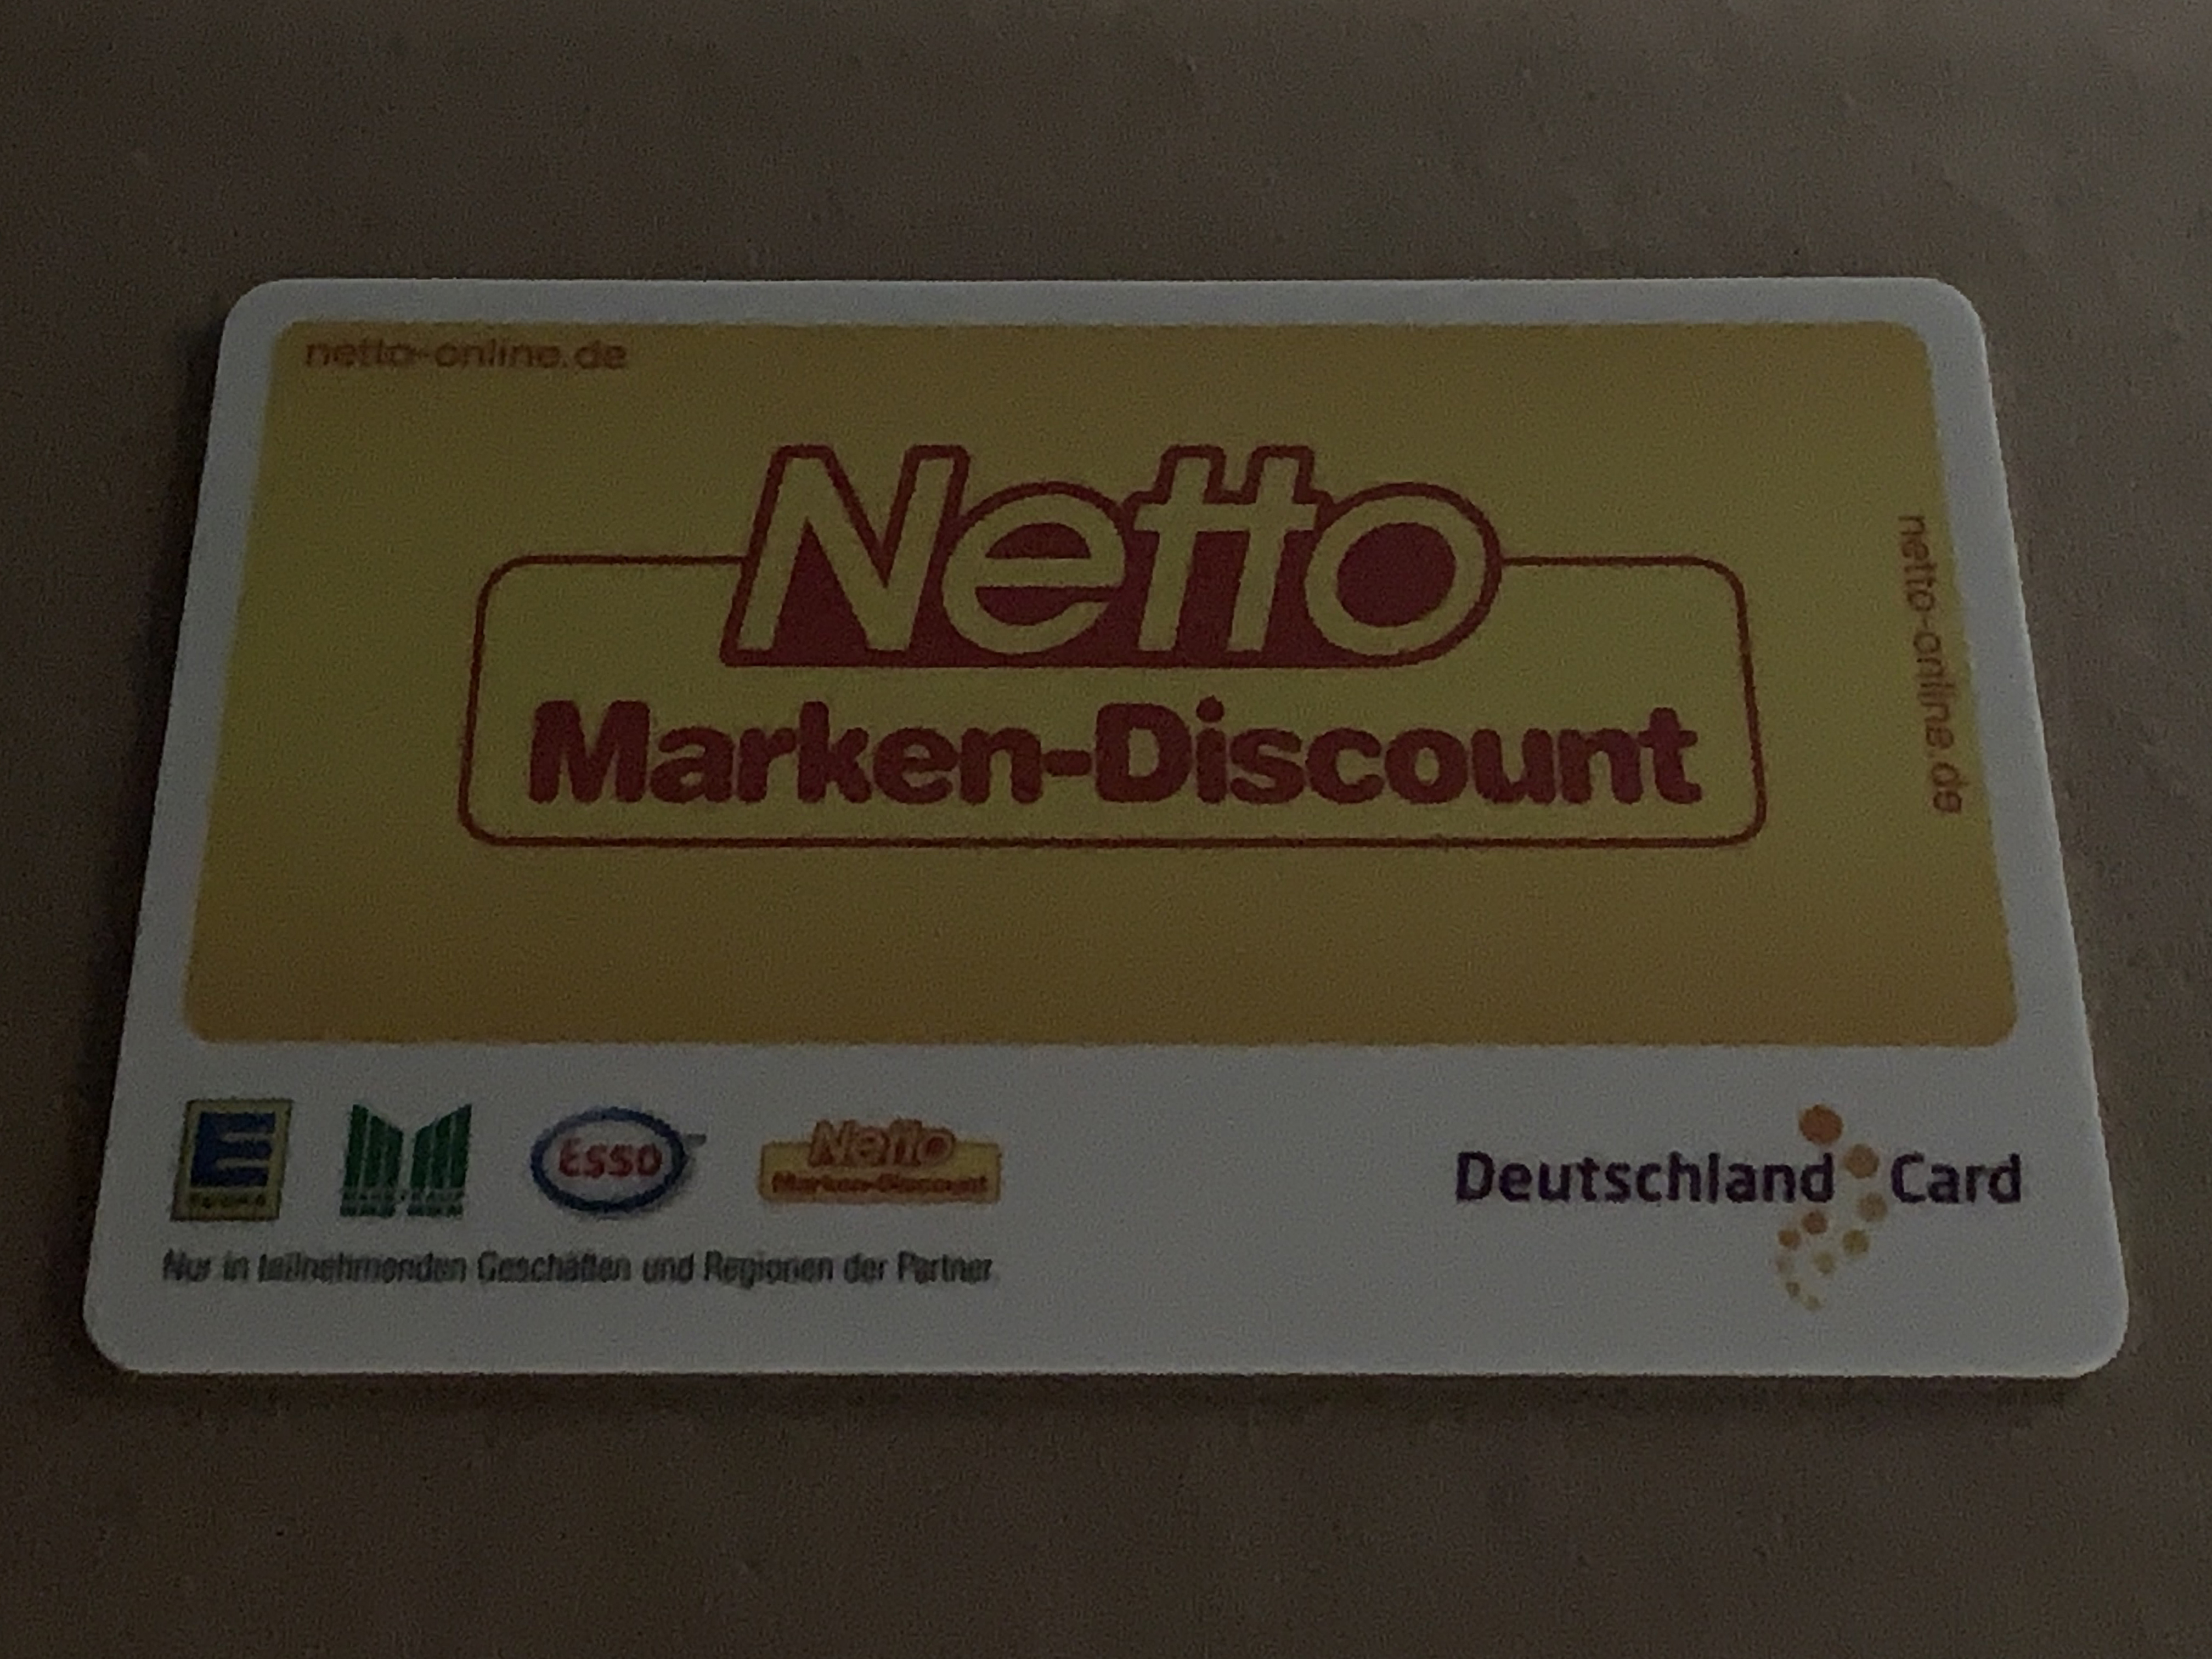 netto-online.de
Netto
Marken-Discount
netto-online.de
E
EDEKA
Esso
Netto
Marken-Discount
Deutschland Card
Nur in teilnehmenden Geschäften und Regionen der Partner.